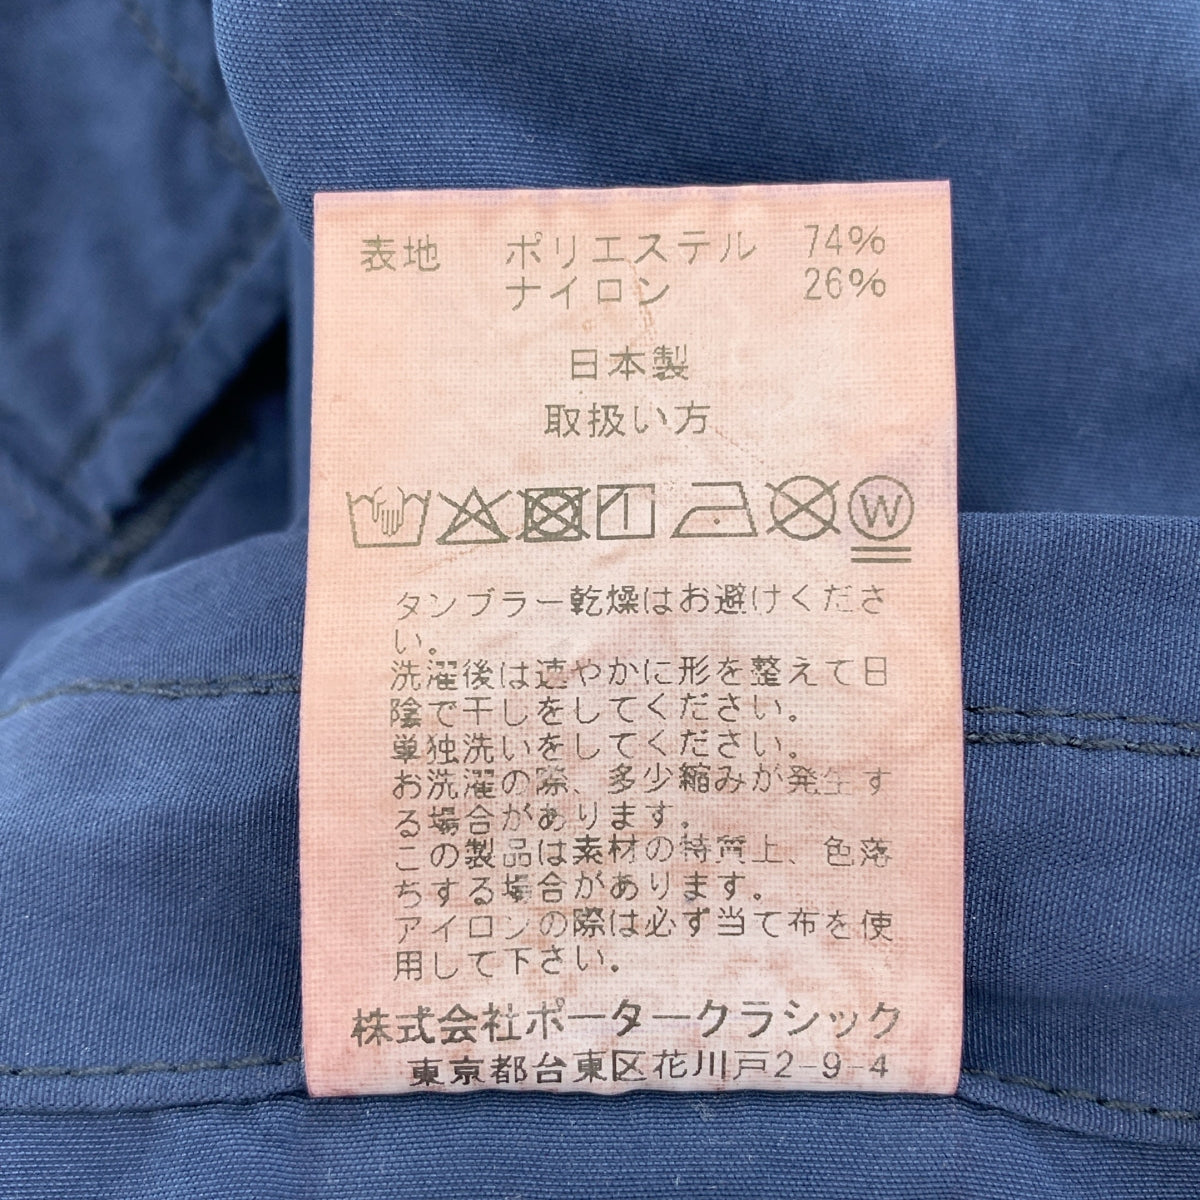 表地 ポリエステル 74%
ナイロン 26%
日本製
取扱い方
W
タンブラー乾燥はお避けくださ
い。
洗濯後は速やかに形を整えて日
陰で干しをしてください。
単独洗いをしてください。
お洗濯の際、多少縮みが発生す
る場合があります。
この製品は素材の特質上、色落
ちする場合があります。
アイロンの際は必ず当て布を使
用して下さい。
株式会社ポータークラシック
東京都台東区花川戸2-9-4